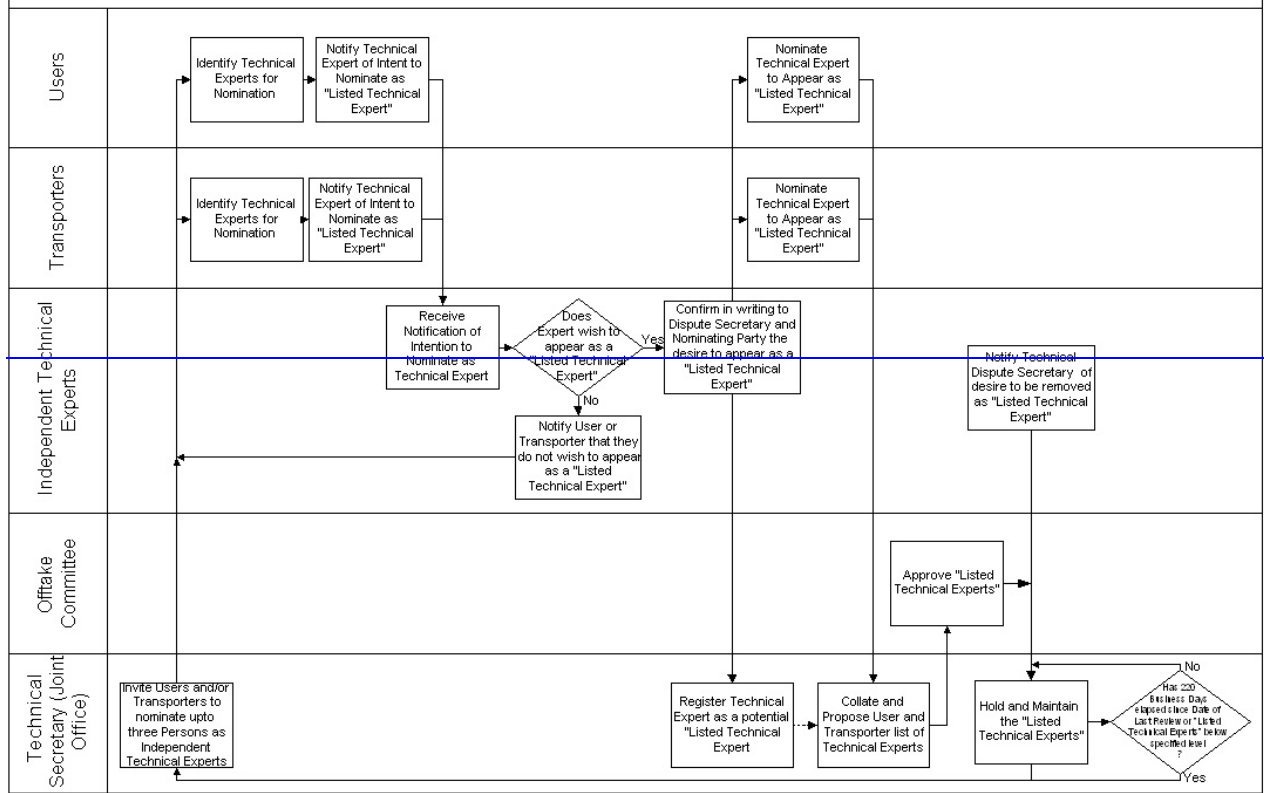 Users
Identify Technical
Experts for
Nomination
Notify Technical
Expert of Intent to
Nominate as
"Listed Technical
Expert"
Nominate
Technical Expert
to Appear as
"Listed Technical
Expert"
Transporters
Identify Technical
Experts for
Nomination
Notify Technical
Expert of Intent to
Nominate as
"Listed Technical
Expert"
Nominate
Technical Expert
to Appear as
"Listed Technical
Expert"
Independent Technical
Experts
Receive
Notification of
Intention to
Nominate as
Technical Expert
Does
Expert wish to
appear as a
"Listed Technical
Expert"
Yes
No
Confirm in writing to
Dispute Secretary and
Nominating Party the
desire to appear as a
"Listed Technical
Expert"
Notify Technical
Dispute Secretary of
desire to be removed
as "Listed Technical
Expert"
Notify User or
Transporter that they
do not wish to appear
as a "Listed
Technical Expert"
Offtake
Committee
Approve "Listed
Technical Experts"
Technical
Secretary (Joint
Office)
Invite Users and/or
Transporters to
nominate upto
three Persons as
Independent
Technical Experts
Register Technical
Expert as a potential
"Listed Technical
Expert
Collate and
Propose User and
Transporter list of
Technical Experts
Hold and Maintain
the "Listed
Technical Experts"
No
Has 220
Business Days
elapsed since Date of
Last Review or "Listed
Technical Experts" below
specified level
?
Yes